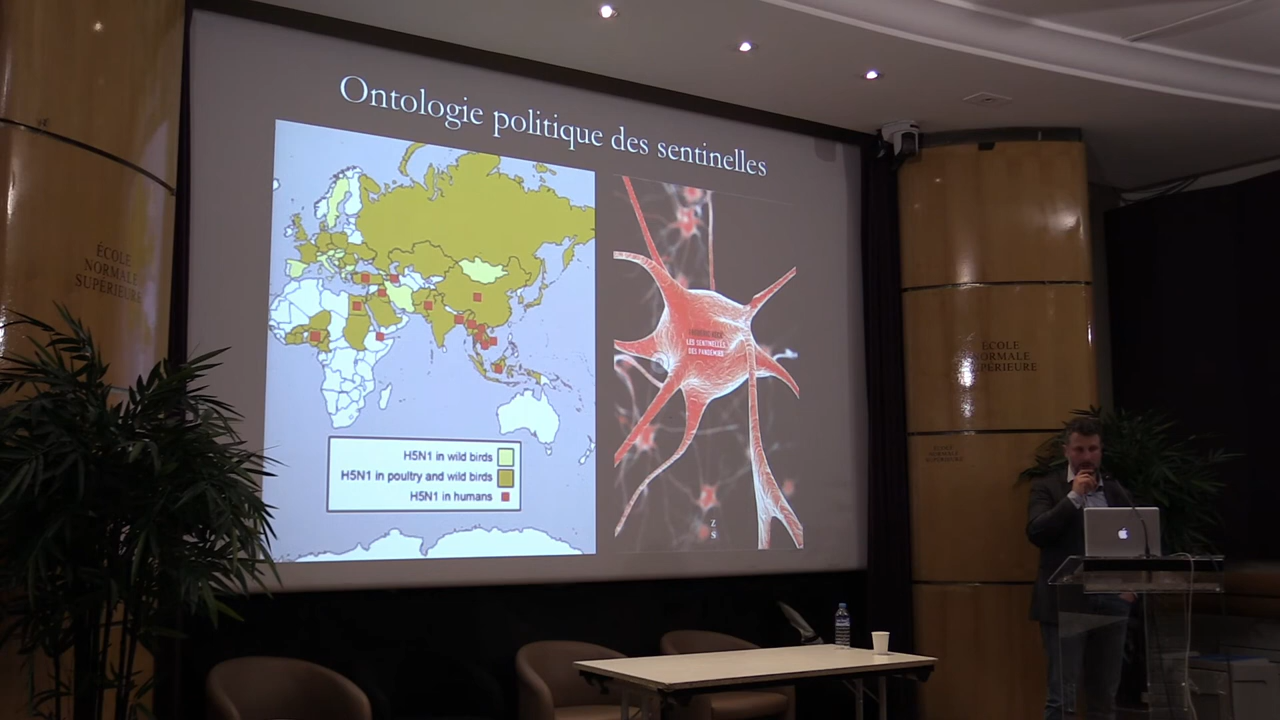 Ontologie politique des sentinelles
ÉCOLE
NORMALE
SUPÉRIEURE
LES SENTINELLES
DES PANDÉMIES
H5N1 in wild birds
H5N1 in poultry and wild birds
H5N1 in humans
Z
S
ÉCOLE
NORMALE
SUPÉRIEURE